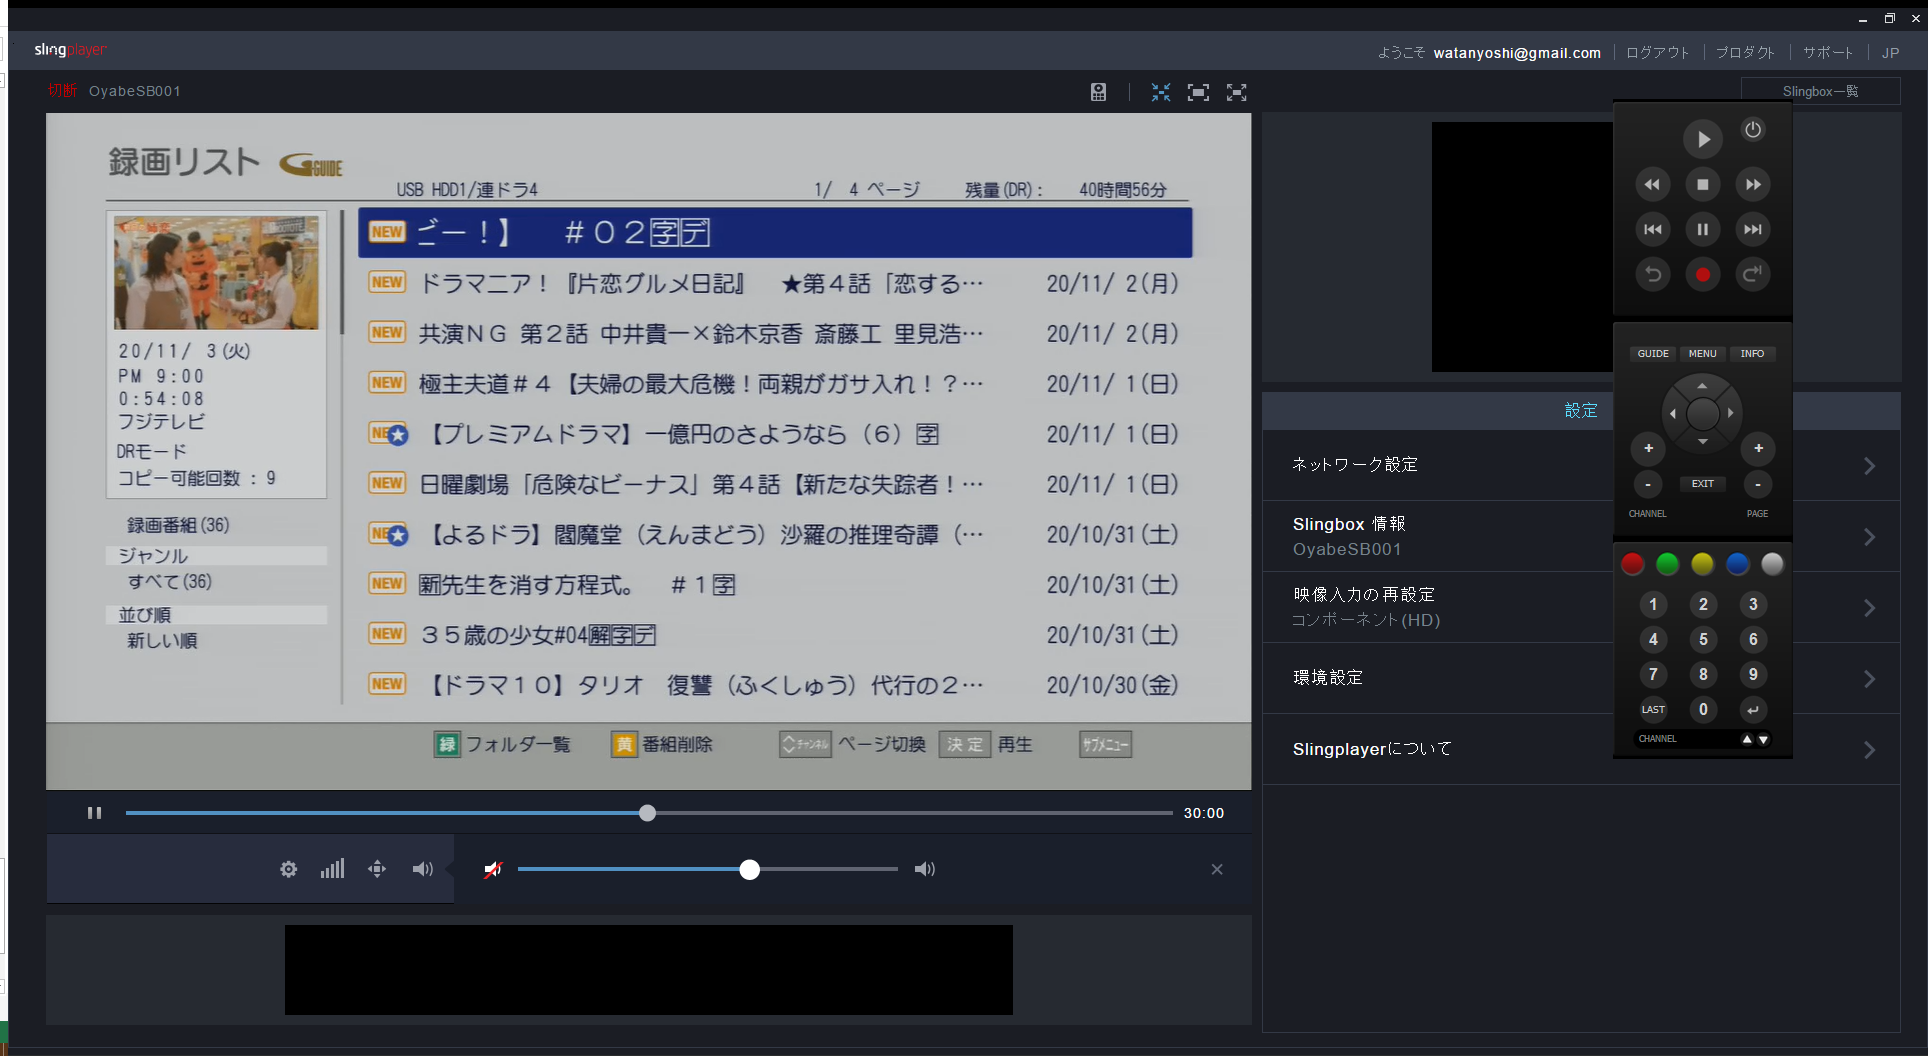 slingplayer
ようこそ watanyoshi@gmail.com ログアウト プロダクト サポート JP
切断 OyabeSB001
Slingbox一覧
録画リスト G-GUIDE
USB HDD1/連ドラ4 1/ 4 ページ 残量(DR)： 40時間56分
NEW ごー！】 ＃０２字デ
NEW ドラマニア！『片恋グルメ日記』 ★第４話「恋する… 20/11/ 2(月)
NEW 共演ＮＧ 第２話 中井貴一×鈴木京香 斎藤工 里見浩… 20/11/ 2(月)
NEW 極主夫道＃４【夫婦の最大危機！両親がガサ入れ！？… 20/11/ 1(日)
【プレミアムドラマ】一億円のさようなら（６）字 20/11/ 1(日)
NEW 日曜劇場「危険なビーナス」第４話【新たな失踪者！… 20/11/ 1(日)
【よるドラ】閻魔堂（えんまどう）沙羅の推理奇譚（… 20/10/31(土)
NEW 新先生を消す方程式。 ＃１字 20/10/31(土)
NEW ３５歳の少女#04解字デ 20/10/31(土)
NEW 【ドラマ１０】タリオ 復讐（ふくしゅう）代行の２… 20/10/30(金)
20/11/ 3(火)
PM 9:00
0:54:08
フジテレビ
DRモード
コピー可能回数：9
録画番組(36)
ジャンル
すべて(36)
並び順
新しい順
緑 フォルダ一覧 黄 番組削除 チャンネル ページ切換 決定 再生 サブメニュー
30:00
設定
ネットワーク設定
Slingbox 情報
OyabeSB001
映像入力の再設定
コンポーネント(HD)
環境設定
Slingplayerについて
GUIDE MENU INFO
+ +
- EXIT -
CHANNEL PAGE
1 2 3
4 5 6
7 8 9
LAST 0
CHANNEL